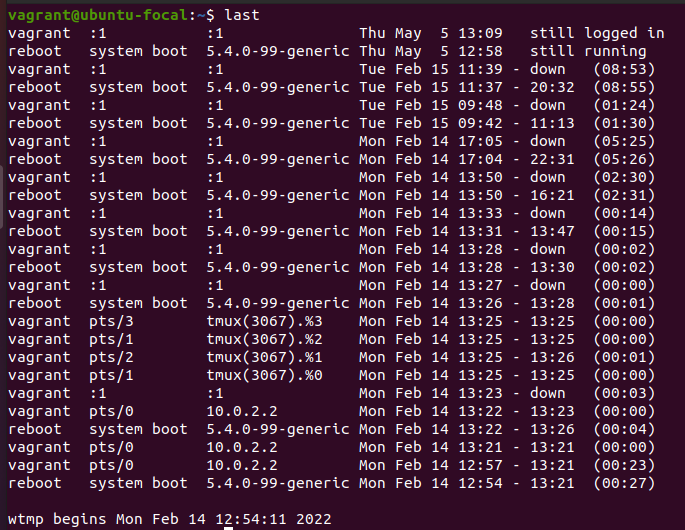 vagrant@ubuntu-focal:~$ last
vagrant  :1           :1               Thu May  5 13:09   still logged in
reboot   system boot  5.4.0-99-generic Thu May  5 12:58   still running
vagrant  :1           :1               Tue Feb 15 11:39 - down   (08:53)
reboot   system boot  5.4.0-99-generic Tue Feb 15 11:37 - 20:32  (08:55)
vagrant  :1           :1               Tue Feb 15 09:48 - down   (01:24)
reboot   system boot  5.4.0-99-generic Tue Feb 15 09:42 - 11:13  (01:30)
vagrant  :1           :1               Mon Feb 14 17:05 - down   (05:25)
reboot   system boot  5.4.0-99-generic Mon Feb 14 17:04 - 22:31  (05:26)
vagrant  :1           :1               Mon Feb 14 13:50 - down   (02:30)
reboot   system boot  5.4.0-99-generic Mon Feb 14 13:50 - 16:21  (02:31)
vagrant  :1           :1               Mon Feb 14 13:33 - down   (00:14)
reboot   system boot  5.4.0-99-generic Mon Feb 14 13:31 - 13:47  (00:15)
vagrant  :1           :1               Mon Feb 14 13:28 - down   (00:02)
reboot   system boot  5.4.0-99-generic Mon Feb 14 13:28 - 13:30  (00:02)
vagrant  :1           :1               Mon Feb 14 13:27 - down   (00:00)
reboot   system boot  5.4.0-99-generic Mon Feb 14 13:26 - 13:28  (00:01)
vagrant  pts/3        tmux(3067).%3    Mon Feb 14 13:25 - 13:25  (00:00)
vagrant  pts/1        tmux(3067).%2    Mon Feb 14 13:25 - 13:25  (00:00)
vagrant  pts/2        tmux(3067).%1    Mon Feb 14 13:25 - 13:26  (00:01)
vagrant  pts/1        tmux(3067).%0    Mon Feb 14 13:25 - 13:25  (00:00)
vagrant  :1           :1               Mon Feb 14 13:23 - down   (00:03)
vagrant  pts/0        10.0.2.2         Mon Feb 14 13:22 - 13:23  (00:00)
reboot   system boot  5.4.0-99-generic Mon Feb 14 13:22 - 13:26  (00:04)
vagrant  pts/0        10.0.2.2         Mon Feb 14 13:21 - 13:21  (00:00)
vagrant  pts/0        10.0.2.2         Mon Feb 14 12:57 - 13:21  (00:23)
reboot   system boot  5.4.0-99-generic Mon Feb 14 12:54 - 13:21  (00:27)

wtmp begins Mon Feb 14 12:54:11 2022